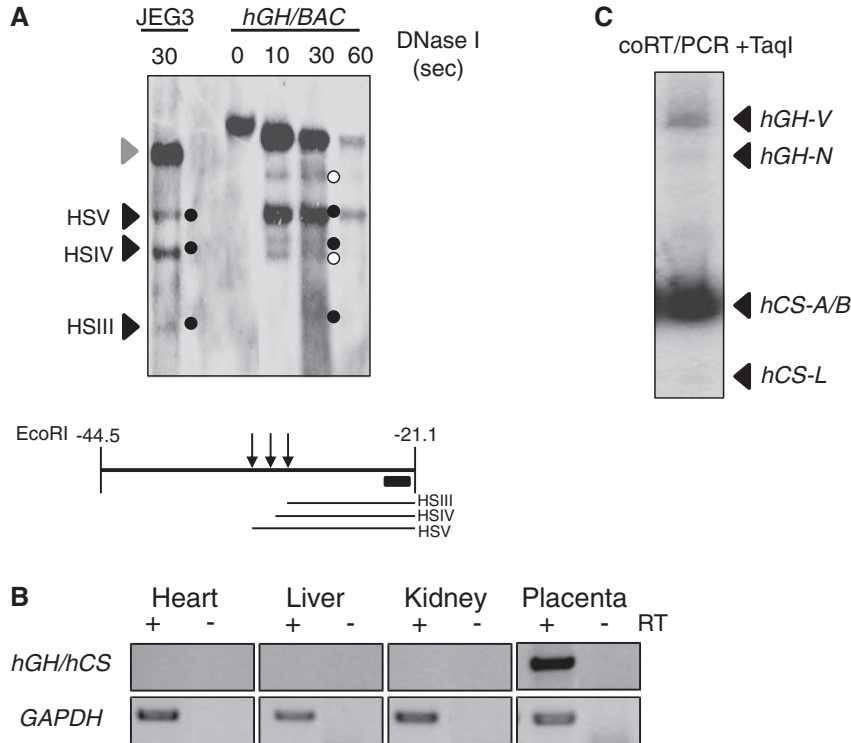 A
JEG3 hGH/BAC
30 0 10 30 60 DNase I
(sec)
HSV
HSIV
HSIII
EcoRI -44.5 -21.1
HSIII
HSIV
HSV
C
coRT/PCR +TaqI
hGH-V
hGH-N
hCS-A/B
hCS-L
B
Heart Liver Kidney Placenta
+ - + - + - + - RT
hGH/hCS
GAPDH